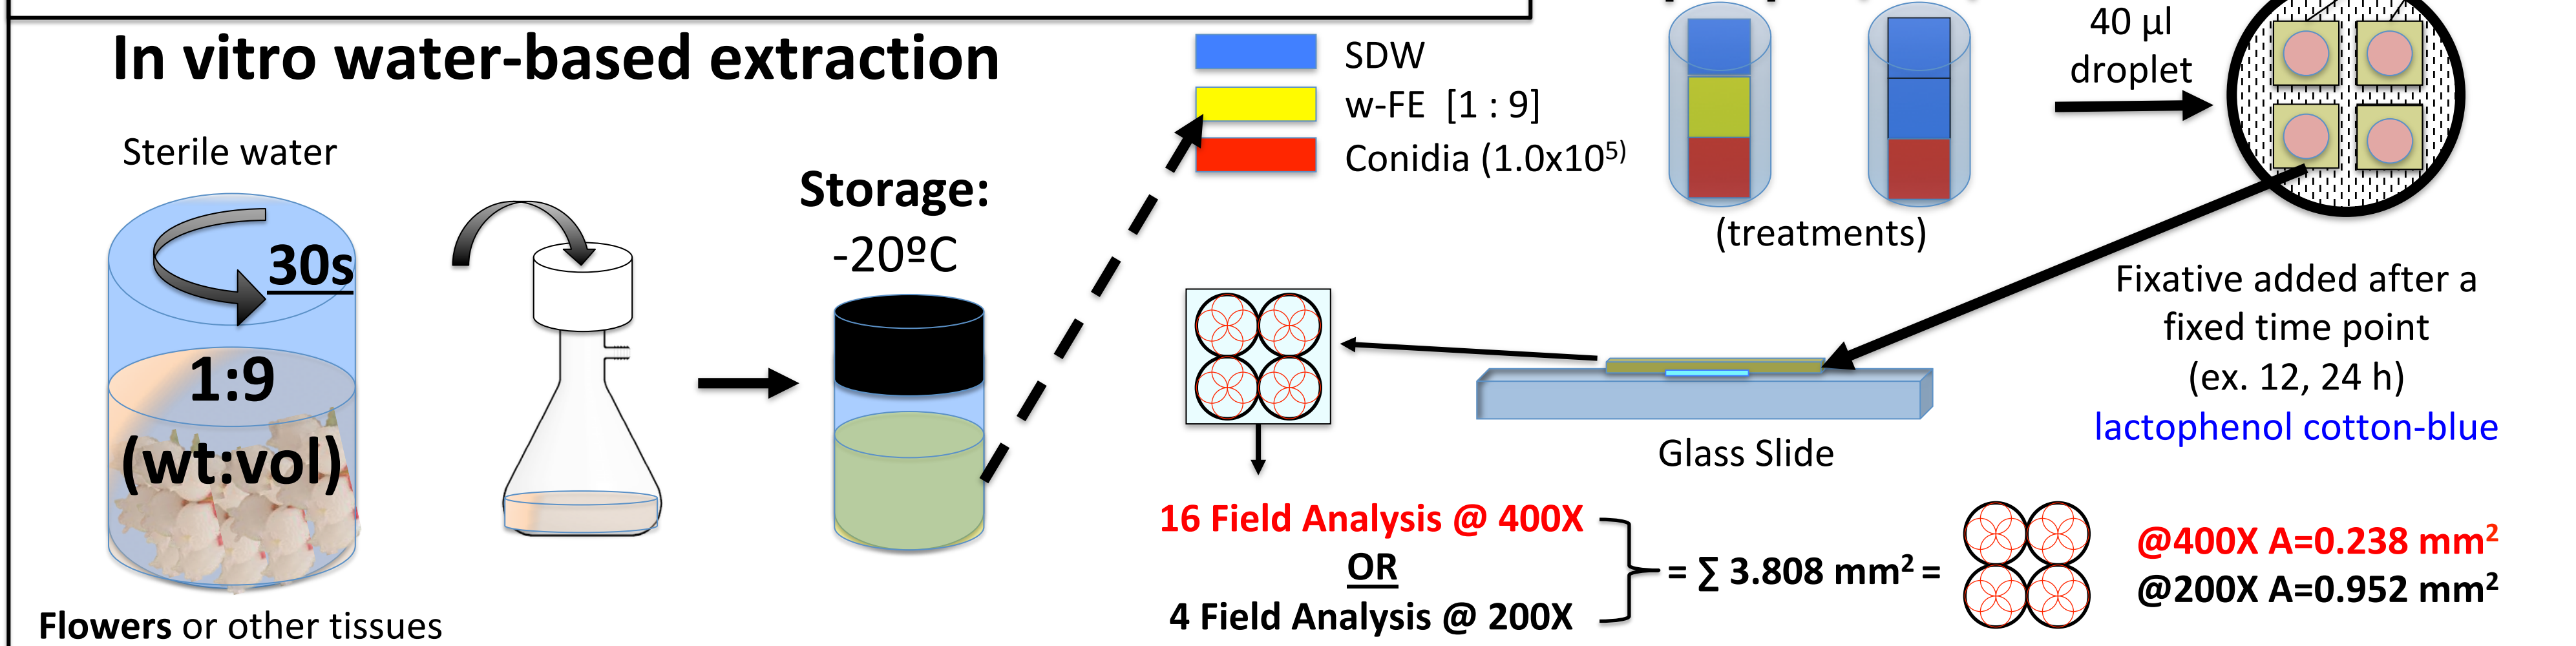 In vitro water-based extraction
Sterile water
30s
1:9
(wt:vol)
Flowers or other tissues
Storage:
-20ºC
SDW
w-FE [1 : 9]
Conidia (1.0x10⁵⁾
(treatments)
40 µl
droplet
Fixative added after a
fixed time point
(ex. 12, 24 h)
lactophenol cotton-blue
Glass Slide
16 Field Analysis @ 400X
OR
4 Field Analysis @ 200X
= ∑ 3.808 mm² =
@400X A=0.238 mm²
@200X A=0.952 mm²